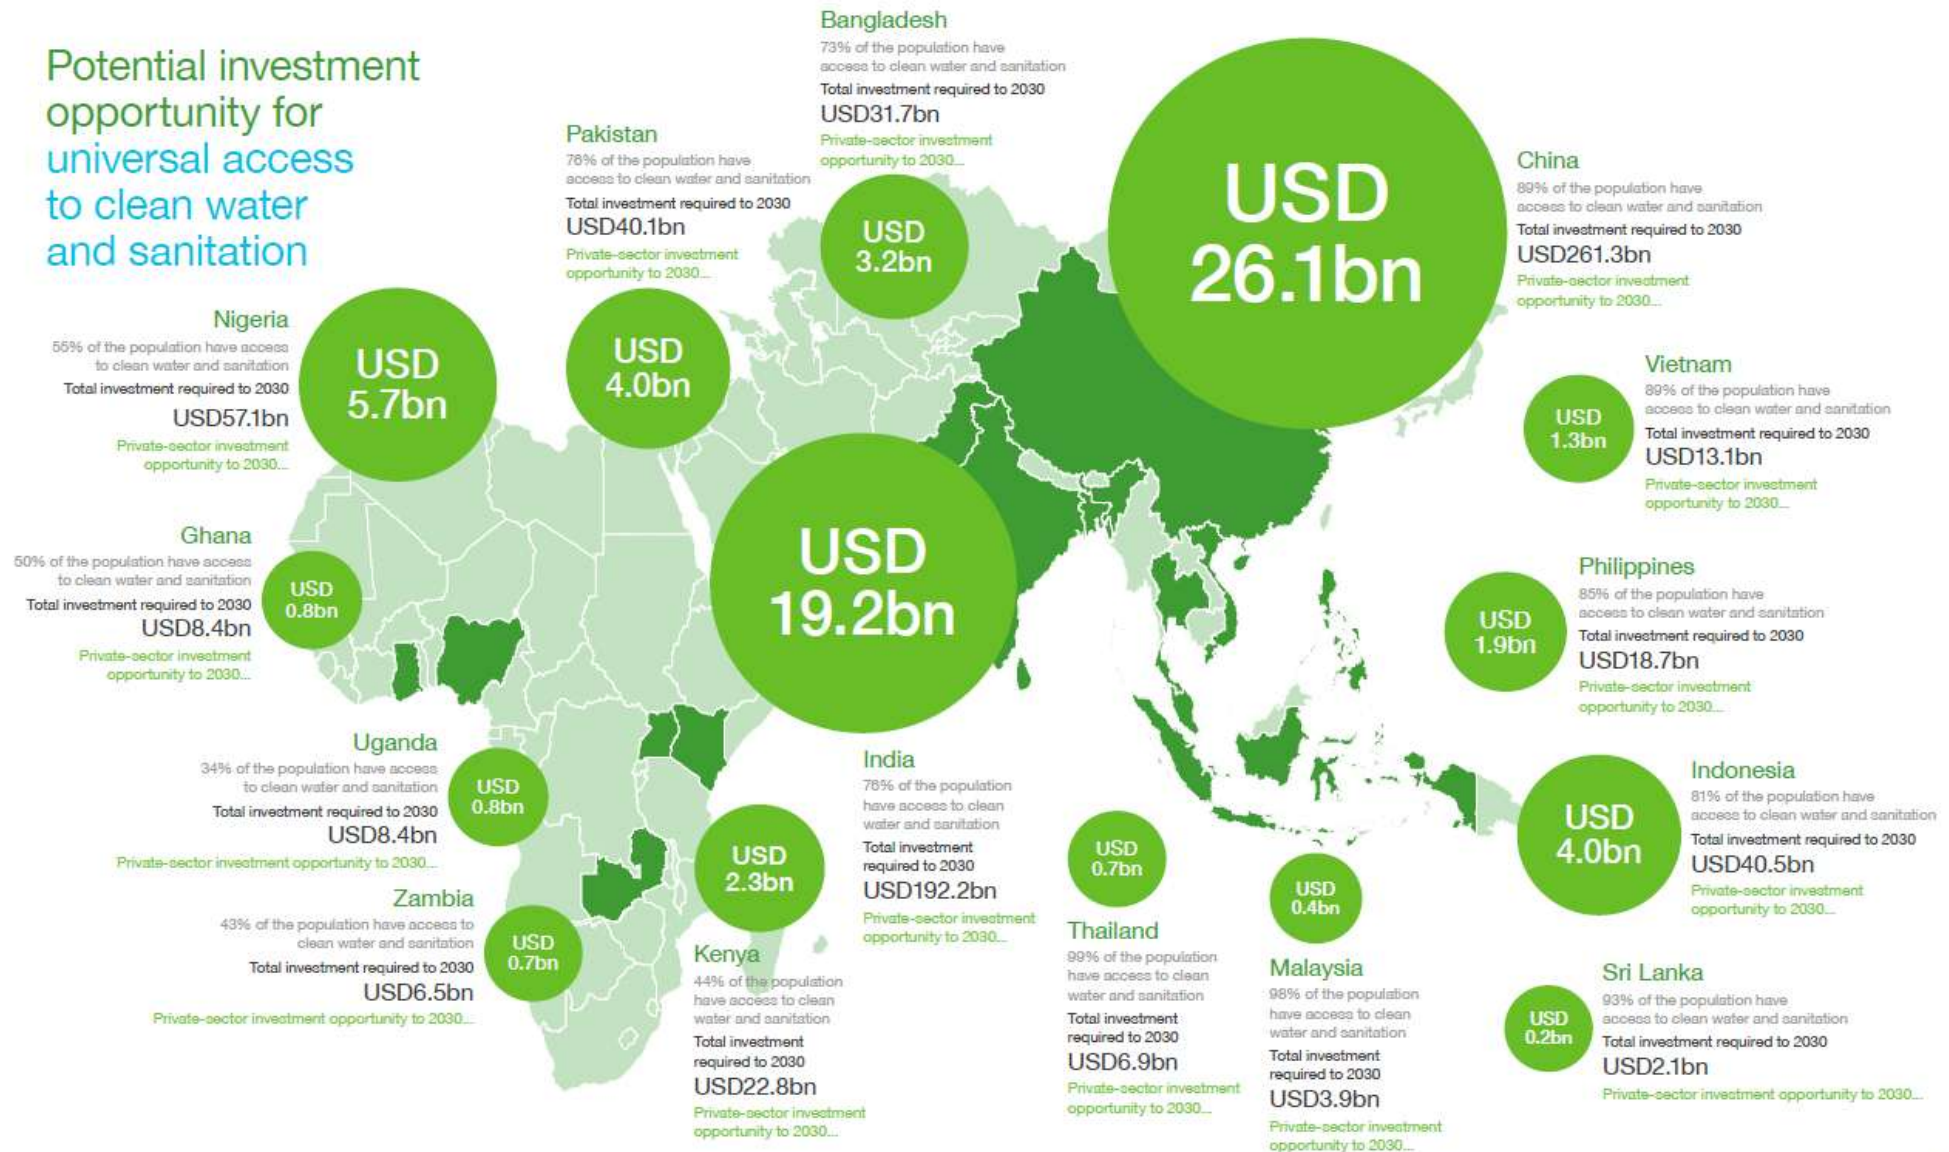 Potential investment
opportunity for
universal access
to clean water
and sanitation
Bangladesh
73% of the population have
access to clean water and sanitation
Total investment required to 2030
USD31.7bn
Private-sector investment
opportunity to 2030...
USD
3.2bn
Pakistan
76% of the population have
access to clean water and sanitation
Total investment required to 2030
USD40.1bn
Private-sector investment
opportunity to 2030...
USD
4.0bn
USD
26.1bn
China
89% of the population have
access to clean water and sanitation
Total investment required to 2030
USD261.3bn
Private-sector investment
opportunity to 2030...
Nigeria
55% of the population have access
to clean water and sanitation
Total investment required to 2030
USD57.1bn
Private-sector investment
opportunity to 2030...
USD
5.7bn
Vietnam
89% of the population have
access to clean water and sanitation
Total investment required to 2030
USD13.1bn
Private-sector investment
opportunity to 2030...
USD
1.3bn
Ghana
50% of the population have access
to clean water and sanitation
Total investment required to 2030
USD8.4bn
Private-sector investment
opportunity to 2030...
USD
0.8bn
USD
19.2bn
India
76% of the population
have access to clean
water and sanitation
Total investment
required to 2030
USD192.2bn
Private-sector investment
opportunity to 2030...
Philippines
85% of the population have
access to clean water and sanitation
Total investment required to 2030
USD18.7bn
Private-sector investment
opportunity to 2030...
USD
1.9bn
Uganda
34% of the population have access
to clean water and sanitation
Total investment required to 2030
USD8.4bn
Private-sector investment opportunity to 2030...
USD
0.8bn
Indonesia
81% of the population have
access to clean water and sanitation
Total investment required to 2030
USD40.5bn
Private-sector investment
opportunity to 2030...
USD
4.0bn
Zambia
43% of the population have access to
clean water and sanitation
Total investment required to 2030
USD6.5bn
Private-sector investment opportunity to 2030...
USD
0.7bn
USD
2.3bn
Kenya
44% of the population
have access to clean
water and sanitation
Total investment
required to 2030
USD22.8bn
Private-sector investment
opportunity to 2030...
USD
0.7bn
Thailand
99% of the population
have access to clean
water and sanitation
Total investment
required to 2030
USD6.9bn
Private-sector investment
opportunity to 2030...
USD
0.4bn
Malaysia
98% of the population
have access to clean
water and sanitation
Total investment
required to 2030
USD3.9bn
Private-sector investment
opportunity to 2030...
USD
0.2bn
Sri Lanka
93% of the population have
access to clean water and sanitation
Total investment required to 2030
USD2.1bn
Private-sector investment opportunity to 2030...